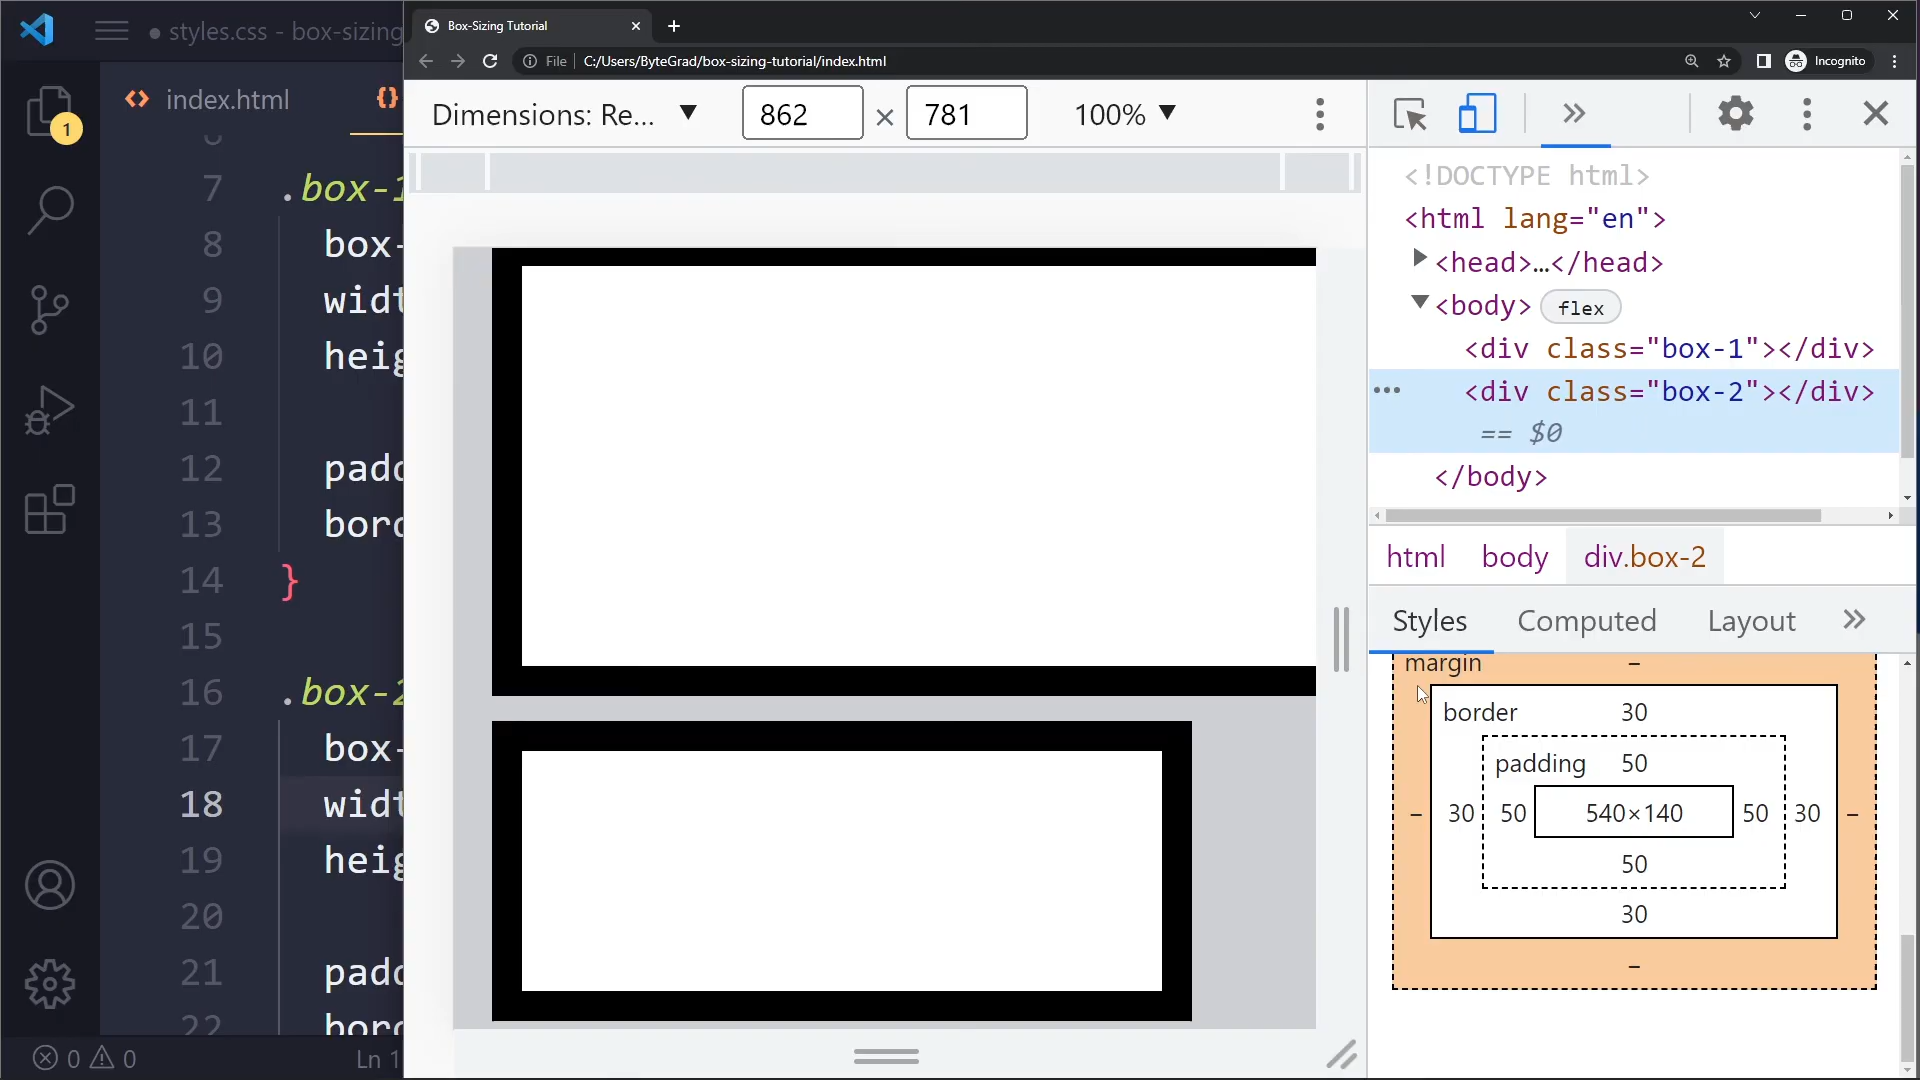 styles.css - box-sizing
Box-Sizing Tutorial
File
C:/Users/ByteGrad/box-sizing-tutorial/index.html
Incognito
1
index.html
{}
7 .box-1
8 box-
9 widt
10 heig
11
12 padd
13 bord
14 }
15
16 .box-2
17 box-
18 widt
19 heig
20
21 padd
22 bord
0 0
Ln 1
Dimensions: Re...
862 × 781
100%
<!DOCTYPE html>
<html lang="en">
<head>…</head>
<body> flex
<div class="box-1"></div>
<div class="box-2"></div>
== $0
</body>
html body div.box-2
Styles Computed Layout
margin –
border 30
padding 50
– 30 50 540×140 50 30 –
50
30
–